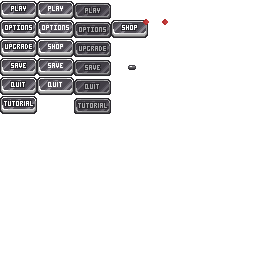 PLAY PLAY PLAY
OPTIONS OPTIONS OPTIONS SHOP
UPGRADE SHOP UPGRADE
SAVE SAVE SAVE
QUIT QUIT QUIT
TUTORIAL TUTORIAL